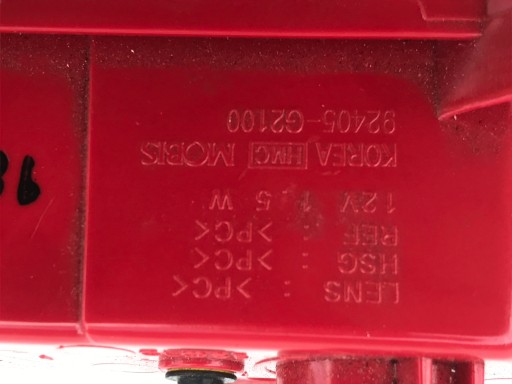 LENS : >PC<
HSG : >PC<
REF : >PC<
12V 5 W
KOREA HMC MOBIS
92405-G2100